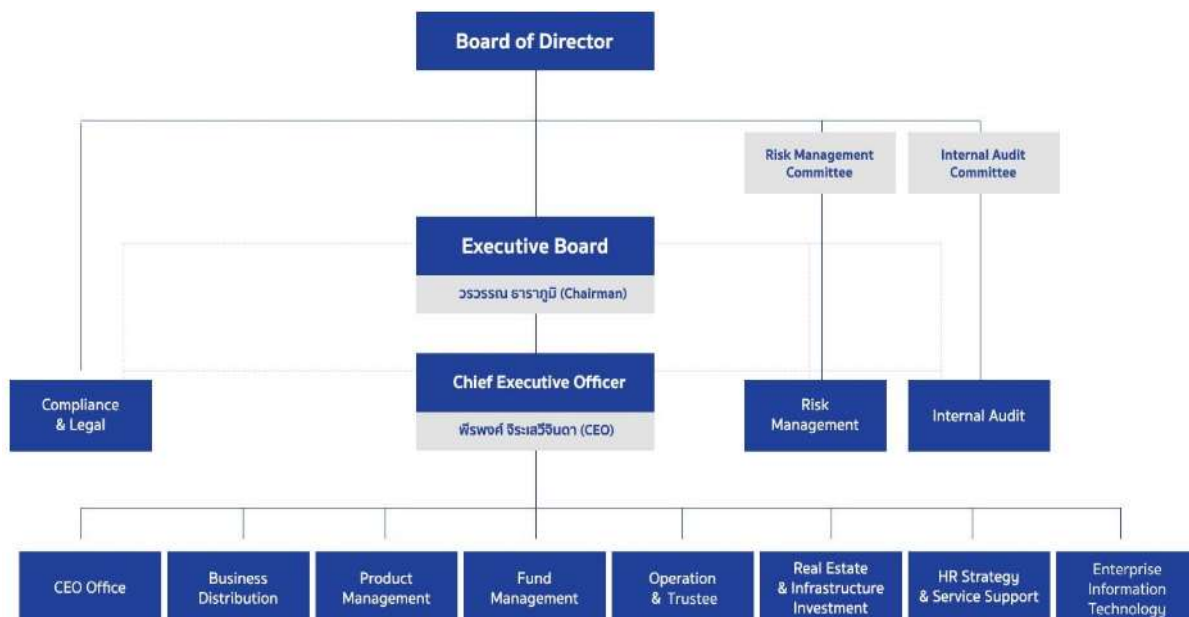 Board of Director
Risk Management
Committee
Internal Audit
Committee
Executive Board
วรวรรณ ธาราภูมิ (Chairman)
Chief Executive Officer
พีรพงศ์ จิระเสวีจินดา (CEO)
Compliance
& Legal
Risk
Management
Internal Audit
CEO Office
Business
Distribution
Product
Management
Fund
Management
Operation
& Trustee
Real Estate
& Infrastructure
Investment
HR Strategy
& Service Support
Enterprise
Information
Technology